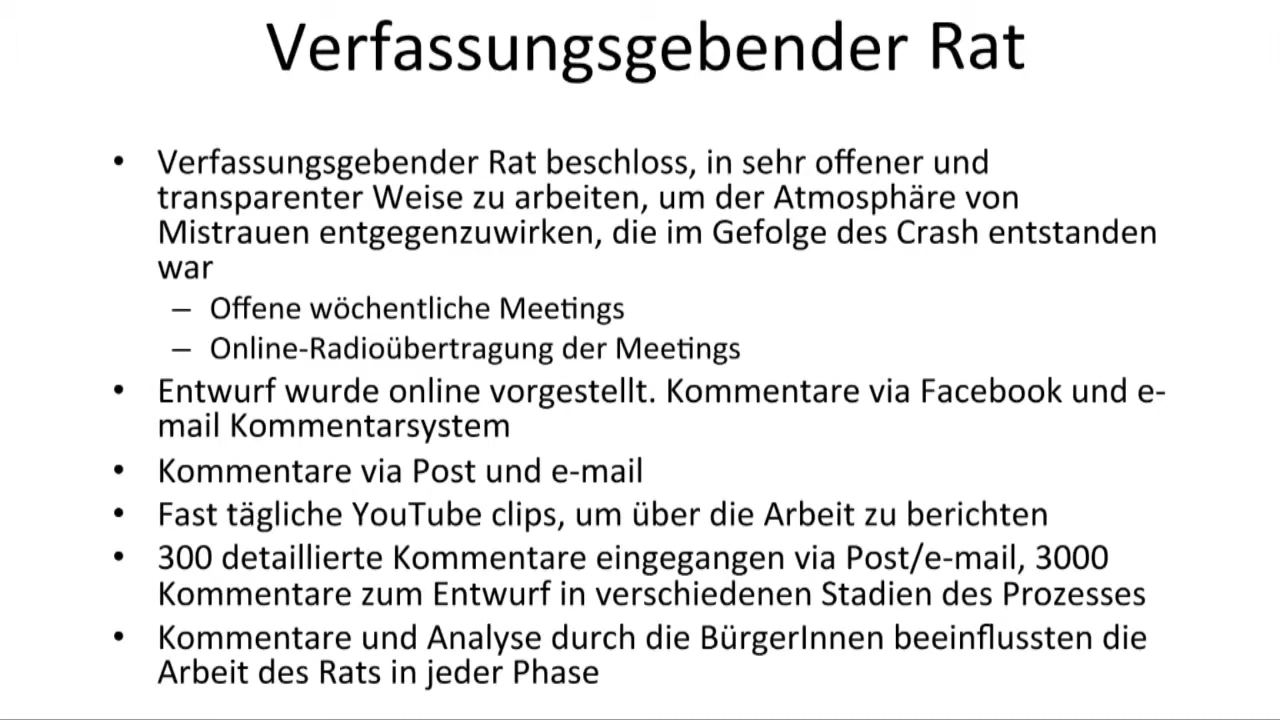 Verfassungsgebender Rat
• Verfassungsgebender Rat beschloss, in sehr offener und
transparenter Weise zu arbeiten, um der Atmosphäre von
Mistrauen entgegenzuwirken, die im Gefolge des Crash entstanden
war
– Offene wöchentliche Meetings
– Online-Radioübertragung der Meetings
• Entwurf wurde online vorgestellt. Kommentare via Facebook und e-
mail Kommentarsystem
• Kommentare via Post und e-mail
• Fast tägliche YouTube clips, um über die Arbeit zu berichten
• 300 detaillierte Kommentare eingegangen via Post/e-mail, 3000
Kommentare zum Entwurf in verschiedenen Stadien des Prozesses
• Kommentare und Analyse durch die BürgerInnen beeinflussten die
Arbeit des Rats in jeder Phase